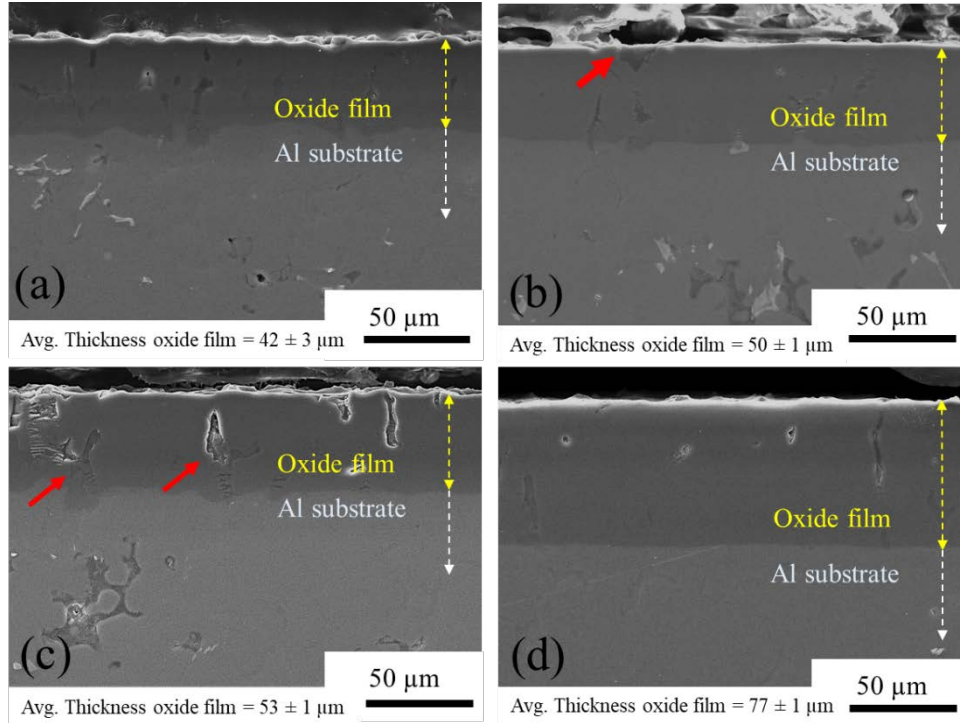 Oxide film
Al substrate
(a)
50 µm
Avg. Thickness oxide film = 42 ± 3 µm
Oxide film
Al substrate
(b)
50 µm
Avg. Thickness oxide film = 50 ± 1 µm
Oxide film
Al substrate
(c)
50 µm
Avg. Thickness oxide film = 53 ± 1 µm
Oxide film
Al substrate
(d)
50 µm
Avg. Thickness oxide film = 77 ± 1 µm